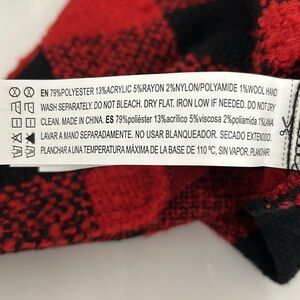 EN 79%POLYESTER 13%ACRYLIC 5%RAYON 2%NYLON/POLYAMIDE 1%WOOL HAND
WASH SEPARATELY. DO NOT BLEACH. DRY FLAT. IRON LOW IF NEEDED. DO NOT DRY
CLEAN. MADE IN CHINA. ES 79%poliéster 13%acrílico 5%viscosa 2%poliamida 1%LANA
LAVAR A MANO SEPARADAMENTE. NO USAR BLANQUEADOR. SECADO EXTENDIDO.
PLANCHAR A UNA TEMPERATURA MÁXIMA DE LA BASE DE 110 ºC, SIN VAPOR, PLANCHAR